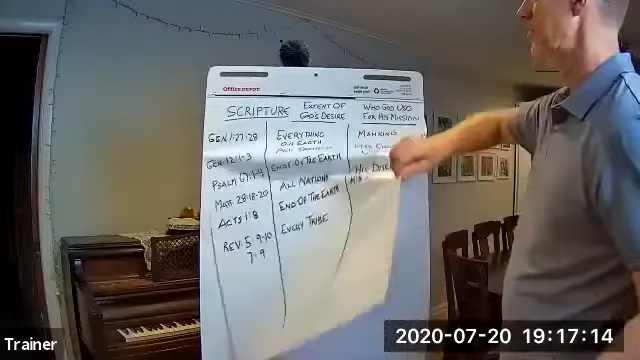 Office DEPOT
SCRIPTURE
EXTENT OF
GOD'S DESIRE
WHO GOD USES
FOR HIS MISSION
GEN 1:27-28
EVERYTHING
ON EARTH
MANKIND
GEN 12:1-3
ENDS OF THE EARTH
PSALM 67:1-4
ALL NATIONS
HIS
MATT. 28:18-20
END OF THE EARTH
ACTS 1:8
EVERY TRIBE
REV. 5:9-10
7:9
Trainer
2020-07-20 19:17:14